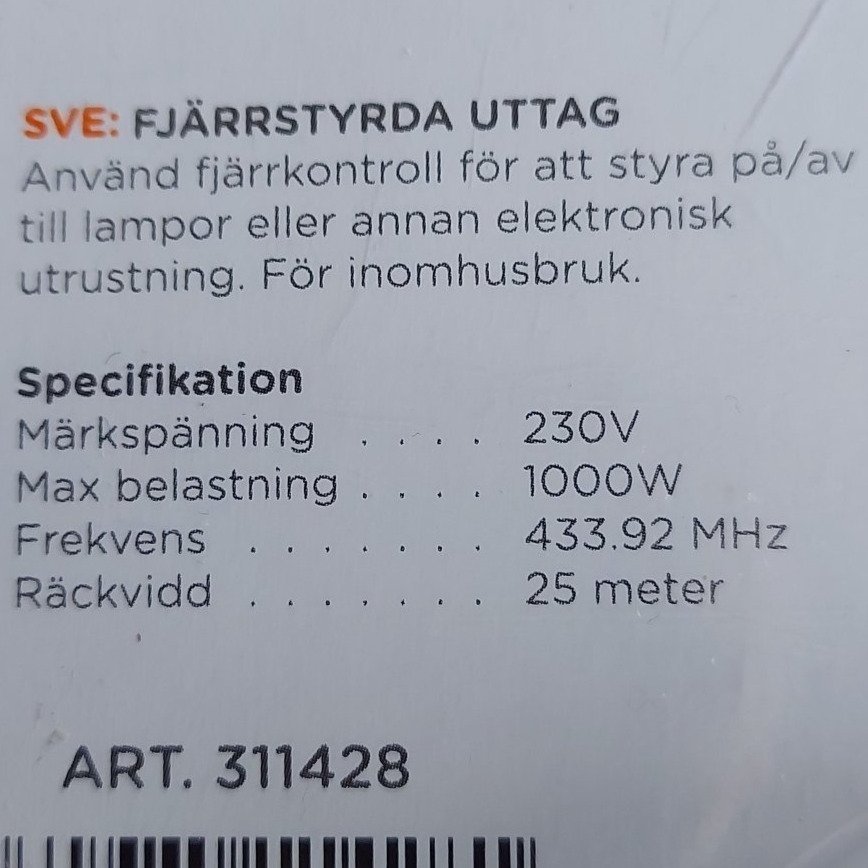 SVE: FJÄRRSTYRDA UTTAG
Använd fjärrkontroll för att styra på/av
till lampor eller annan elektronisk
utrustning. För inomhusbruk.
Specifikation
Märkspänning . . . . 230V
Max belastning . . . . 1000W
Frekvens . . . . . . . 433.92 MHz
Räckvidd . . . . . . . 25 meter
ART. 311428